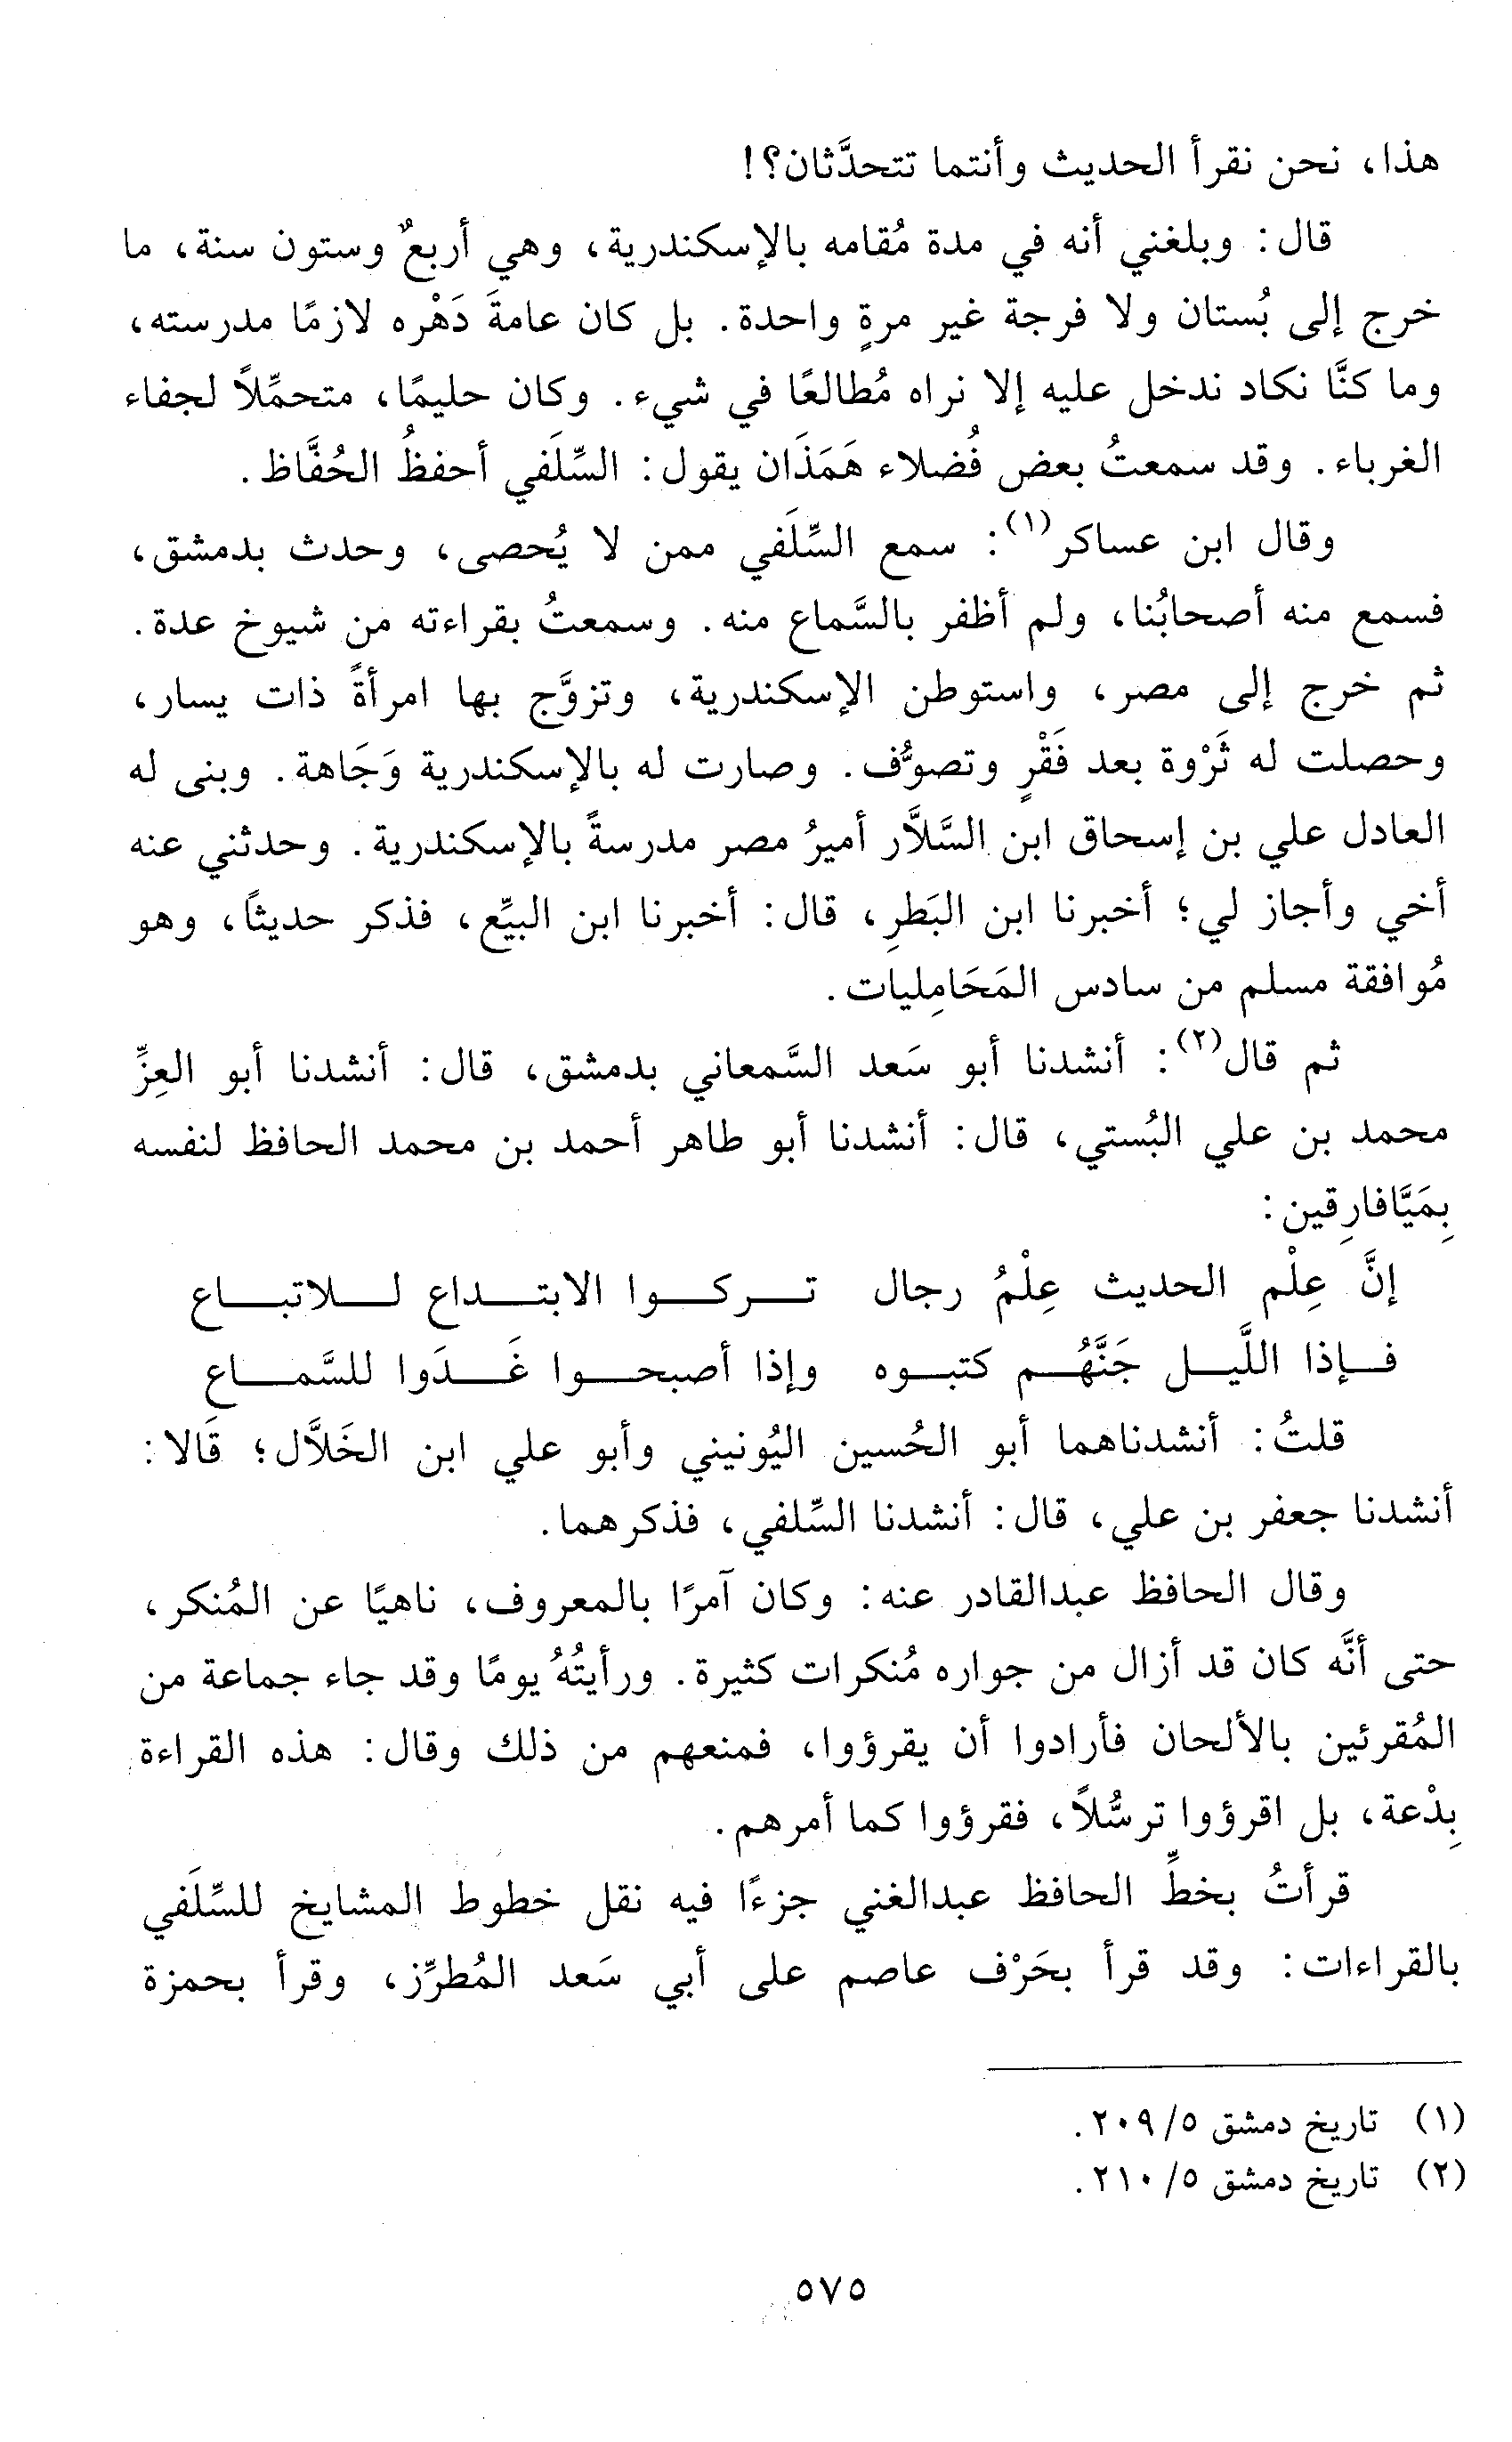 هذا، نحن نقرأ الحديث وأنتما تتحدَّثان؟!
قال: وبلغني أنه في مدة مُقامه بالإسكندرية، وهي أربعٌ وستون سنة، ما
خرج إلى بُستان ولا فرجة غير مرةٍ واحدة. بل كان عامةَ دَهْره لازمًا مدرسته،
وما كنَّا نكاد ندخل عليه إلا نراه مُطالعًا في شيء. وكان حليمًا، متحمِّلاً لجفاء
الغرباء. وقد سمعتُ بعض فُضلاء هَمَذَان يقول: السِّلَفي أحفظُ الحُفَّاظ.
وقال ابن عساكر(١): سمع السِّلَفي ممن لا يُحصى، وحدث بدمشق،
فسمع منه أصحابُنا، ولم أظفر بالسَّماع منه. وسمعتُ بقراءته من شيوخ عدة.
ثم خرج إلى مصر، واستوطن الإسكندرية، وتزوَّج بها امرأةً ذات يسار،
وحصلت له ثَرْوة بعد فَقْرٍ وتصوُّف. وصارت له بالإسكندرية وَجَاهة. وبنى له
العادل علي بن إسحاق ابن السَّلاَّر أميرُ مصر مدرسةً بالإسكندرية. وحدثني عنه
أخي وأجاز لي؛ أخبرنا ابن البَطرِ، قال: أخبرنا ابن البيِّع، فذكر حديثًا، وهو
مُوافقة مسلم من سادس المَحَامِليات.
ثم قال(٢): أنشدنا أبو سَعد السَّمعاني بدمشق، قال: أنشدنا أبو العِزِّ
محمد بن علي البُستي، قال: أنشدنا أبو طاهر أحمد بن محمد الحافظ لنفسه
بِمَيَّافارِقين:
إنَّ عِلْم الحديث عِلْمُ رجال تركوا الابتداع للاتباع
فإذا اللَّيل جَنَّهُم كتبوه وإذا أصبحوا غَدَوا للسَّماع
قلتُ: أنشدناهما أبو الحُسين اليُونيني وأبو علي ابن الخَلاَّل؛ قَالا:
أنشدنا جعفر بن علي، قال: أنشدنا السِّلفي، فذكرهما.
وقال الحافظ عبدالقادر عنه: وكان آمرًا بالمعروف، ناهيًا عن المُنكر،
حتى أنَّه كان قد أزال من جواره مُنكرات كثيرة. ورأيتُهُ يومًا وقد جاء جماعة من
المُقرئين بالألحان فأرادوا أن يقرؤوا، فمنعهم من ذلك وقال: هذه القراءة
بِدْعة، بل اقرؤوا ترسُّلاً، فقرؤوا كما أمرهم.
قرأتُ بخطِّ الحافظ عبدالغني جزءًا فيه نقل خطوط المشايخ للسِّلَفي
بالقراءات: وقد قرأ بحَرْف عاصم على أبي سَعد المُطرِّز، وقرأ بحمزة
(١) تاريخ دمشق ٥/ ٢٠٩.
(٢) تاريخ دمشق ٥/ ٢١٠.
٥٧٥